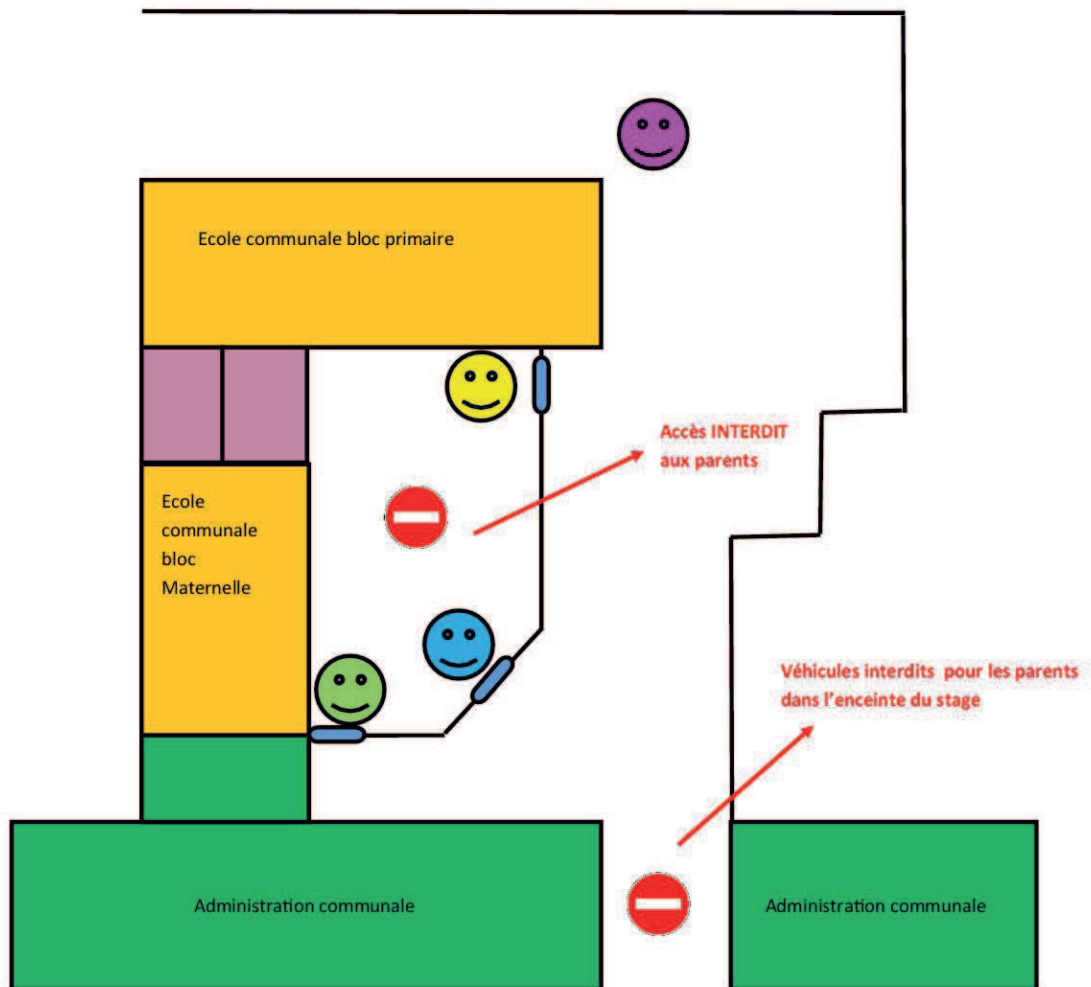 Ecole communale bloc primaire
Accès INTERDIT
aux parents
Ecole
communale
bloc
Maternelle
Véhicules interdits pour les parents
dans l'enceinte du stage
Administration communale
Administration communale